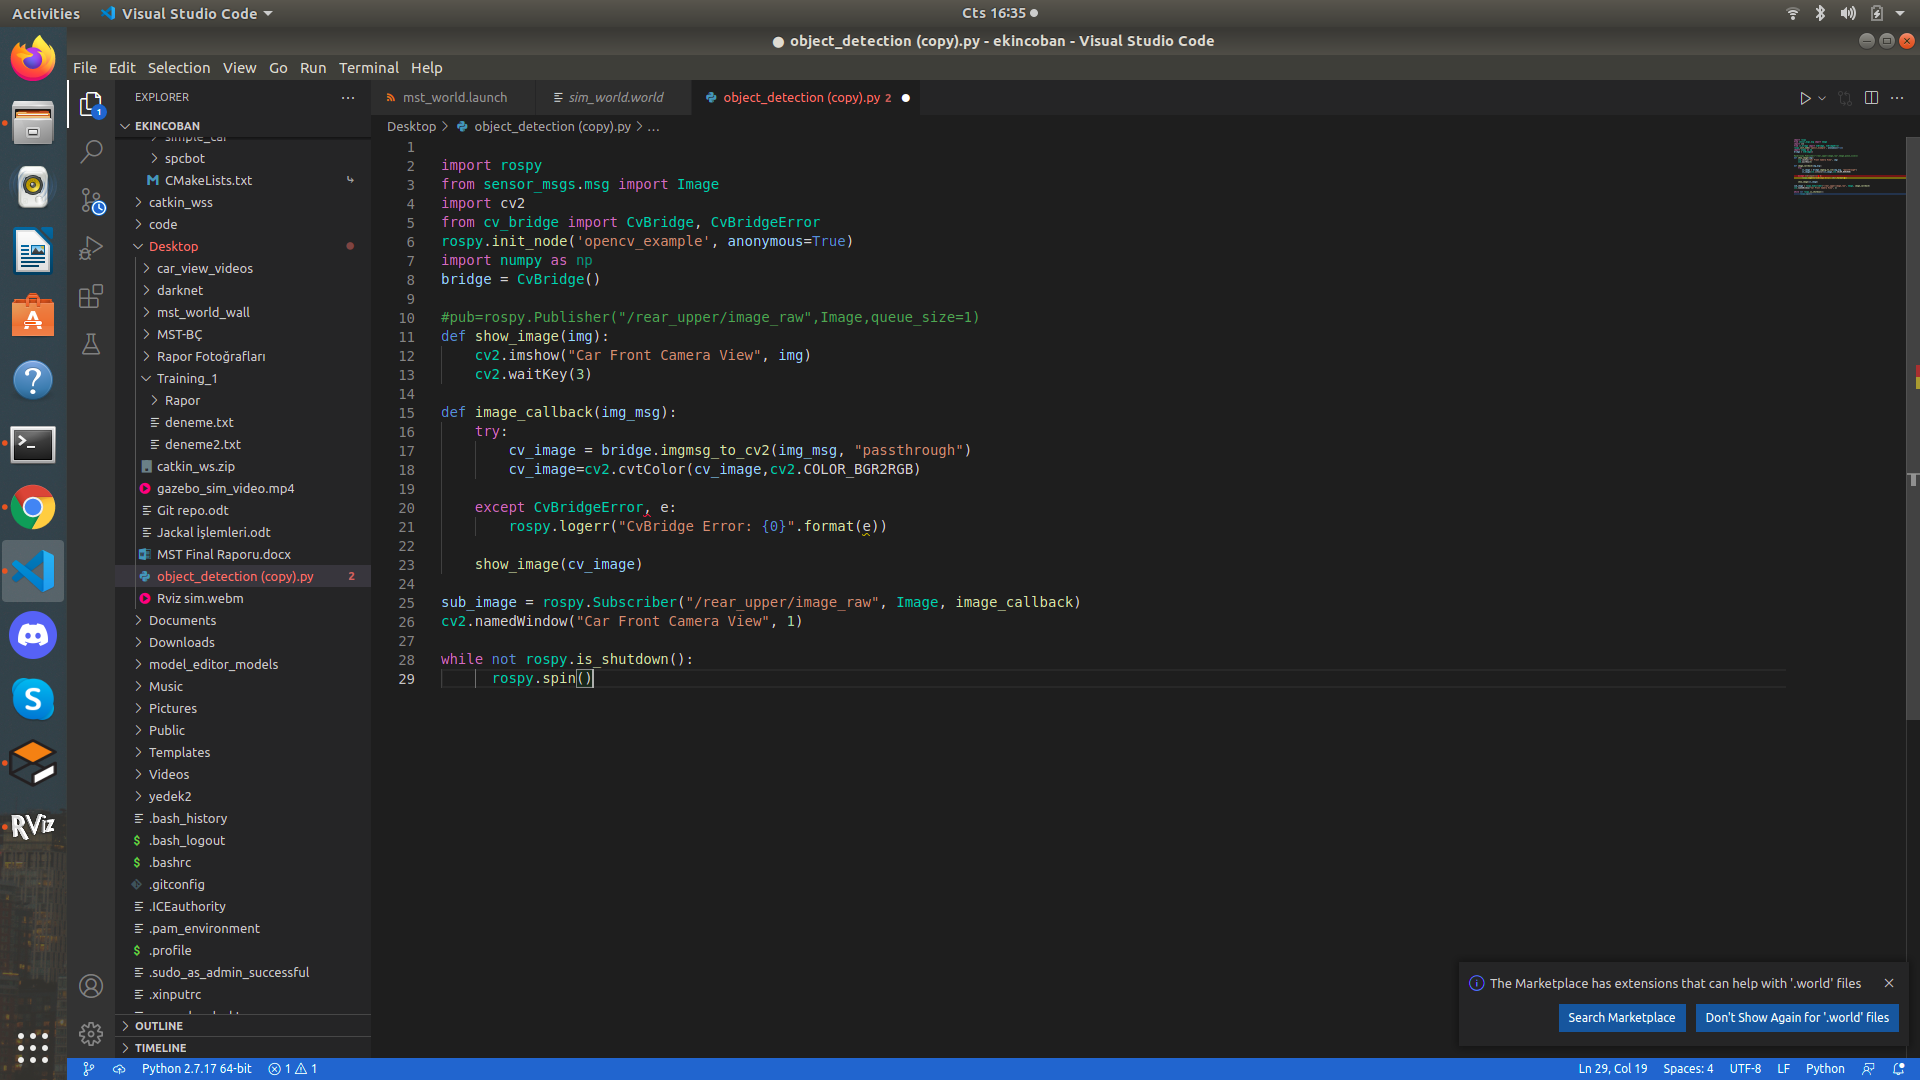 Activities
Visual Studio Code
Cts 16:35
object_detection (copy).py - ekincoban - Visual Studio Code
File Edit Selection View Go Run Terminal Help
EXPLORER
mst_world.launch
sim_world.world
object_detection (copy).py 2
EKINCOBAN
Desktop > object_detection (copy).py > ...
simple_car
spcbot
CMakeLists.txt
catkin_wss
code
Desktop
car_view_videos
darknet
mst_world_wall
MST-BÇ
Rapor Fotoğrafları
Training_1
Rapor
deneme.txt
deneme2.txt
catkin_ws.zip
gazebo_sim_video.mp4
Git repo.odt
Jackal İşlemleri.odt
MST Final Raporu.docx
object_detection (copy).py 2
Rviz sim.webm
Documents
Downloads
model_editor_models
Music
Pictures
Public
Templates
Videos
yedek2
.bash_history
.bash_logout
.bashrc
.gitconfig
.ICEauthority
.pam_environment
.profile
.sudo_as_admin_successful
.xinputrc
OUTLINE
TIMELINE
1
2 import rospy
3 from sensor_msgs.msg import Image
4 import cv2
5 from cv_bridge import CvBridge, CvBridgeError
6 rospy.init_node('opencv_example', anonymous=True)
7 import numpy as np
8 bridge = CvBridge()
9
10 #pub=rospy.Publisher("/rear_upper/image_raw",Image,queue_size=1)
11 def show_image(img):
12 cv2.imshow("Car Front Camera View", img)
13 cv2.waitKey(3)
14
15 def image_callback(img_msg):
16 try:
17 cv_image = bridge.imgmsg_to_cv2(img_msg, "passthrough")
18 cv_image=cv2.cvtColor(cv_image,cv2.COLOR_BGR2RGB)
19
20 except CvBridgeError, e:
21 rospy.logerr("CvBridge Error: {0}".format(e))
22
23 show_image(cv_image)
24
25 sub_image = rospy.Subscriber("/rear_upper/image_raw", Image, image_callback)
26 cv2.namedWindow("Car Front Camera View", 1)
27
28 while not rospy.is_shutdown():
29 rospy.spin()
RViz
1
The Marketplace has extensions that can help with '.world' files
Search Marketplace
Don't Show Again for '.world' files
Python 2.7.17 64-bit
1 1
Ln 29, Col 19
Spaces: 4
UTF-8
LF
Python